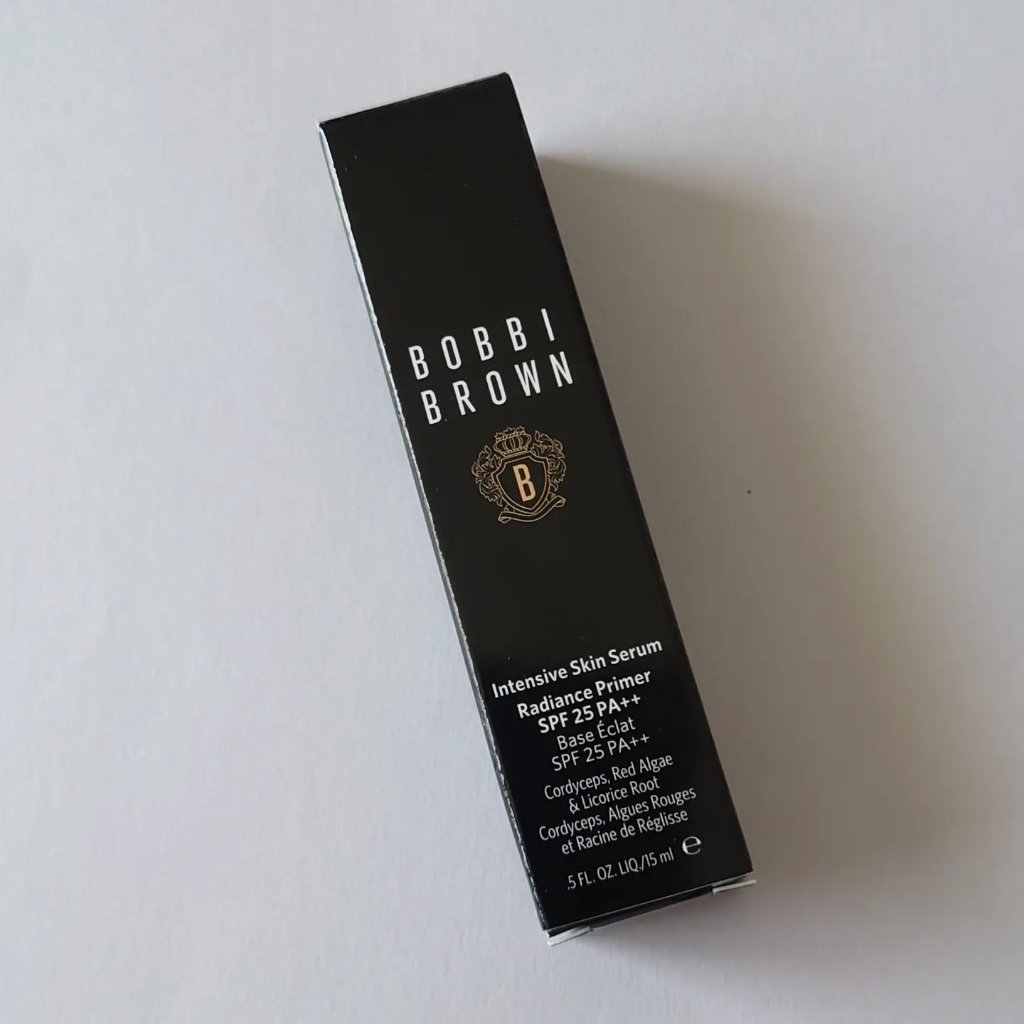 BOBBI
BROWN
B
Intensive Skin Serum
Radiance Primer
SPF 25 PA++
Base Éclat
SPF 25 PA++
Cordyceps, Red Algae
& Licorice Root
Cordyceps, Algues Rouges
et Racine de Réglisse
.5 FL. OZ. LIQ./15 ml ℮